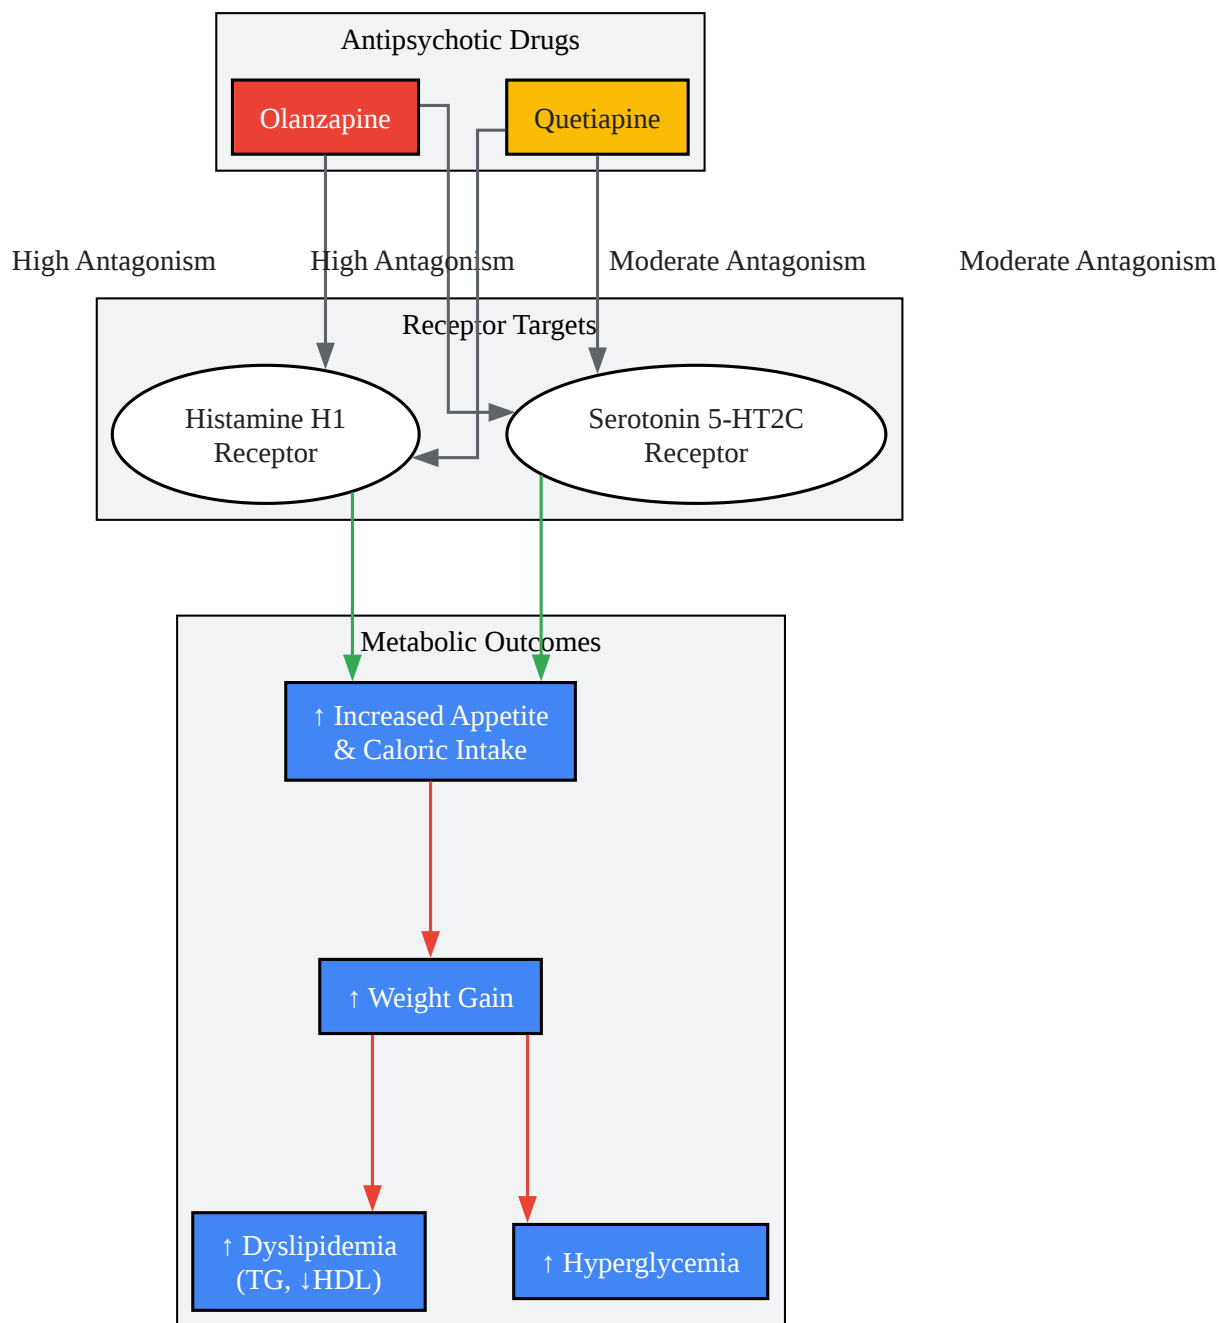 Antipsychotic Drugs
Olanzapine
Quetiapine
High Antagonism
High Antagonism
Moderate Antagonism
Moderate Antagonism
Receptor Targets
Histamine H1
Receptor
Serotonin 5-HT2C
Receptor
Metabolic Outcomes
↑ Increased Appetite
& Caloric Intake
↑ Weight Gain
↑ Dyslipidemia
(TG, ↓HDL)
↑ Hyperglycemia